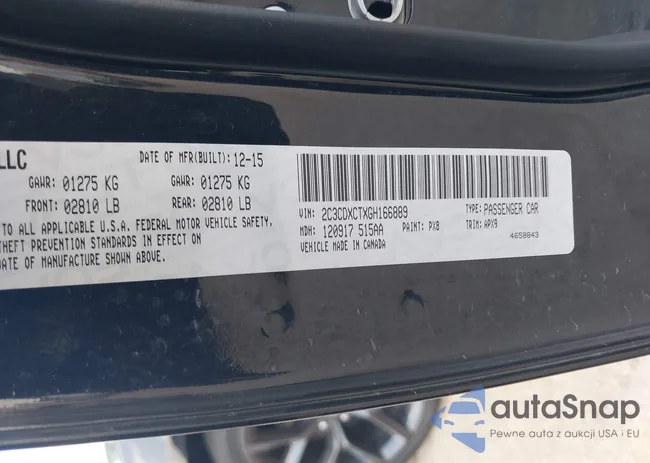 LLC
DATE OF MFR(BUILT): 12-15
GAWR: 01275 KG GAWR: 01275 KG
FRONT: 02810 LB REAR: 02810 LB
TO ALL APPLICABLE U.S.A. FEDERAL MOTOR VEHICLE SAFETY,
THEFT PREVENTION STANDARDS IN EFFECT ON
DATE OF MANUFACTURE SHOWN ABOVE.
VIN: 2C3CDXCTXGH166889 TYPE: PASSENGER CAR
MDH: 120917 515AA PAINT: PX8 TRIM: APX9
VEHICLE MADE IN CANADA 4658843
autaSnap
Pewne auta z aukcji USA i EU